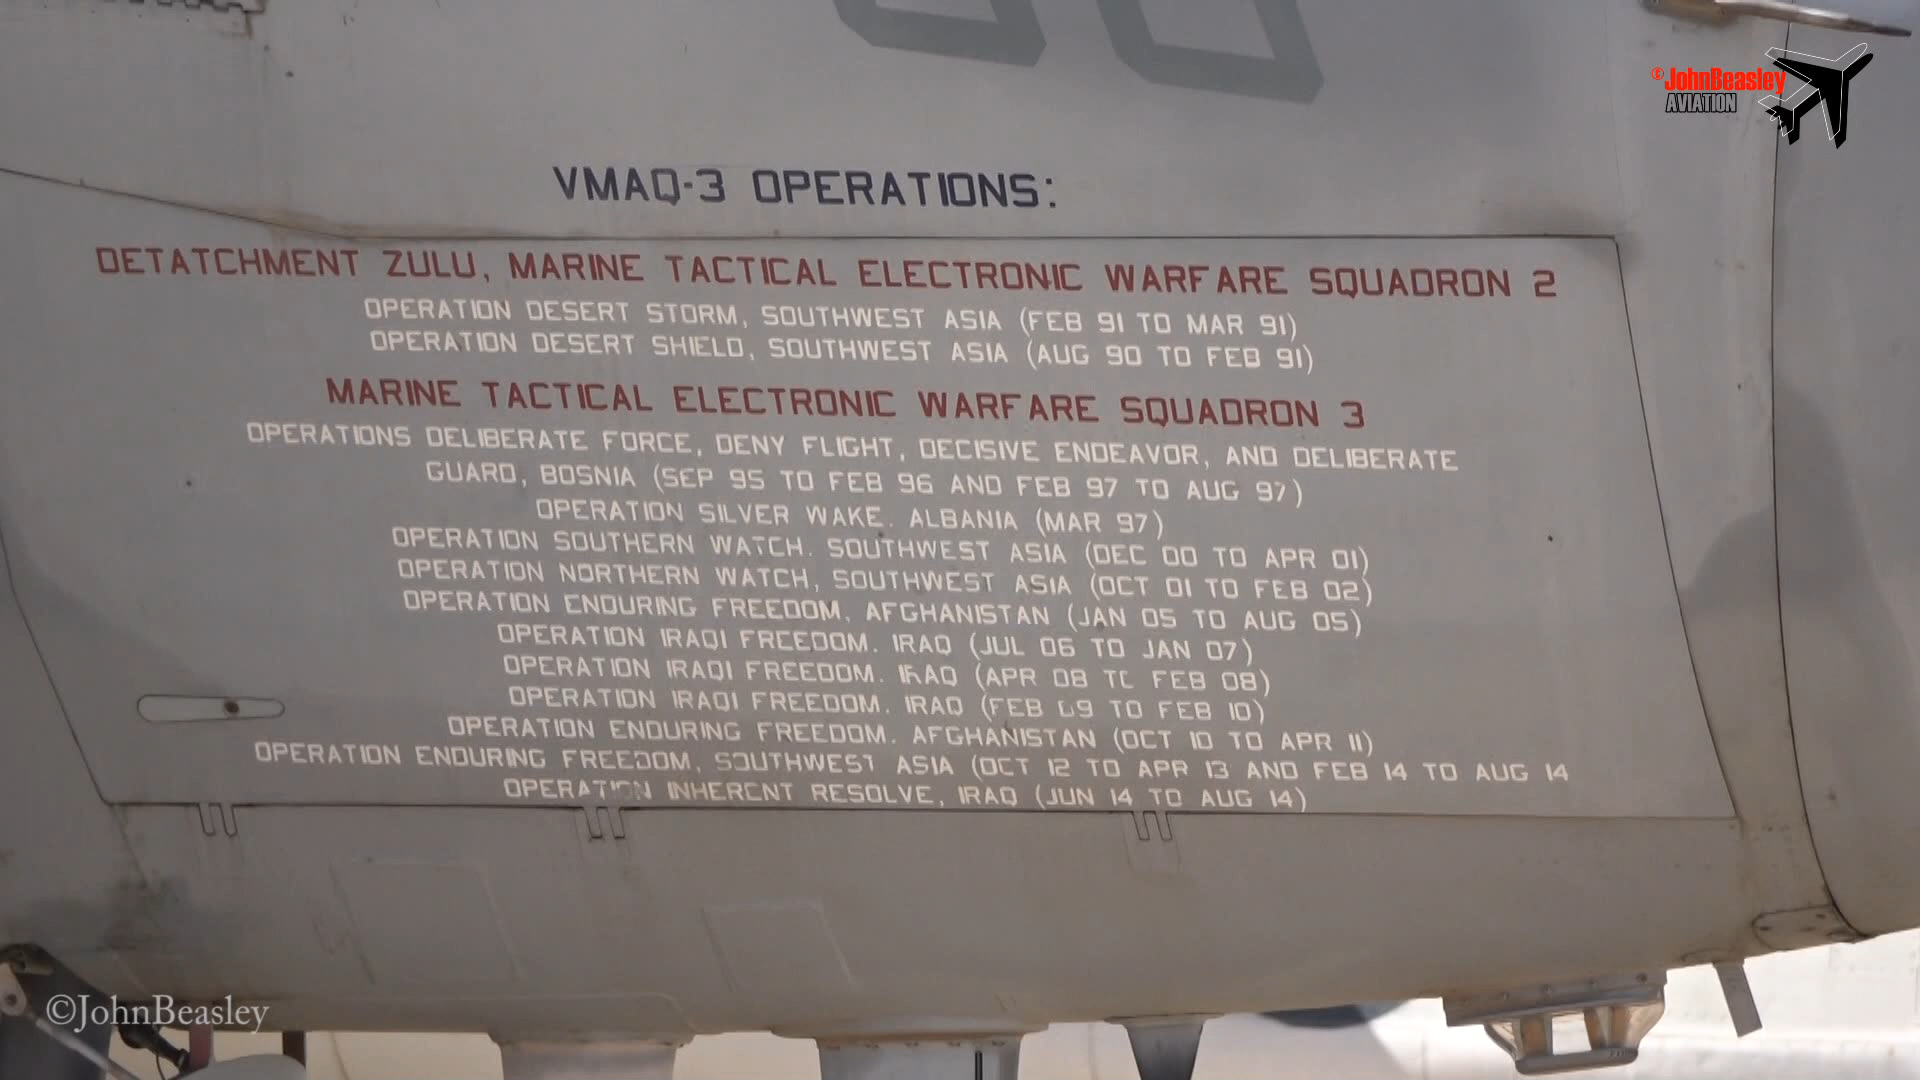 ©JohnBeasley
AVIATION
VMAQ-3 OPERATIONS:
DETATCHMENT ZULU, MARINE TACTICAL ELECTRONIC WARFARE SQUADRON 2
OPERATION DESERT STORM, SOUTHWEST ASIA (FEB 91 TO MAR 91)
OPERATION DESERT SHIELD, SOUTHWEST ASIA (AUG 90 TO FEB 91)
MARINE TACTICAL ELECTRONIC WARFARE SQUADRON 3
OPERATIONS DELIBERATE FORCE, DENY FLIGHT, DECISIVE ENDEAVOR, AND DELIBERATE
GUARD, BOSNIA (SEP 95 TO FEB 96 AND FEB 97 TO AUG 97)
OPERATION SILVER WAKE. ALBANIA (MAR 97)
OPERATION SOUTHERN WATCH. SOUTHWEST ASIA (DEC 00 TO APR 01)
OPERATION NORTHERN WATCH, SOUTHWEST ASIA (OCT 01 TO FEB 02)
OPERATION ENDURING FREEDOM, AFGHANISTAN (JAN 05 TO AUG 05)
OPERATION IRAQI FREEDOM. IRAQ (JUL 06 TO JAN 07)
OPERATION IRAQI FREEDOM. IRAQ (APR 08 TO FEB 08)
OPERATION IRAQI FREEDOM. IRAQ (FEB 09 TO FEB 10)
OPERATION ENDURING FREEDOM. AFGHANISTAN (OCT 10 TO APR 11)
OPERATION ENDURING FREEDOM, SOUTHWEST ASIA (OCT 12 TO APR 13 AND FEB 14 TO AUG 14
OPERATION INHERENT RESOLVE, IRAQ (JUN 14 TO AUG 14)
©JohnBeasley